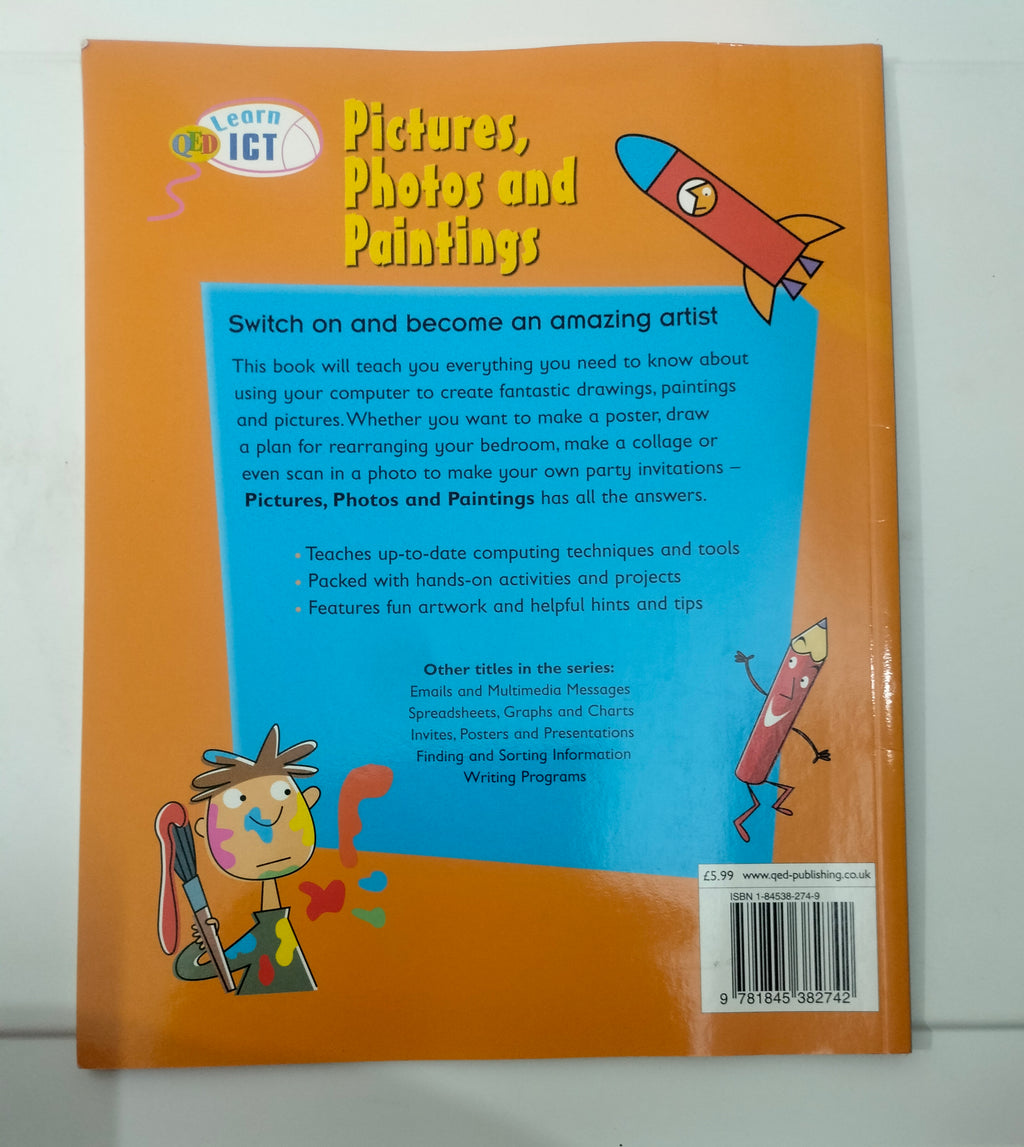 Learn
QED ICT
Pictures,
Photos and
Paintings
Switch on and become an amazing artist
This book will teach you everything you need to know about
using your computer to create fantastic drawings, paintings
and pictures. Whether you want to make a poster, draw
a plan for rearranging your bedroom, make a collage or
even scan in a photo to make your own party invitations –
Pictures, Photos and Paintings has all the answers.
• Teaches up-to-date computing techniques and tools
• Packed with hands-on activities and projects
• Features fun artwork and helpful hints and tips
Other titles in the series:
Emails and Multimedia Messages
Spreadsheets, Graphs and Charts
Invites, Posters and Presentations
Finding and Sorting Information
Writing Programs
£5.99 www.qed-publishing.co.uk
ISBN 1-84538-274-9
9 781845 382742